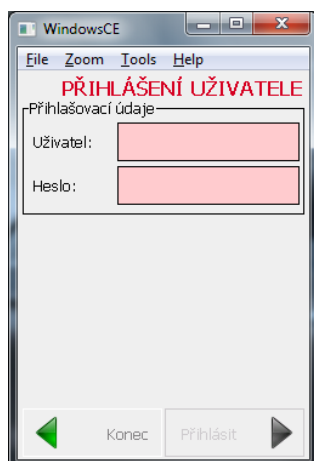 WindowsCE
File Zoom Tools Help
PŘIHLÁŠENÍ UŽIVATELE
Přihlašovací údaje
Uživatel:
Heslo:
Konec Přihlásit